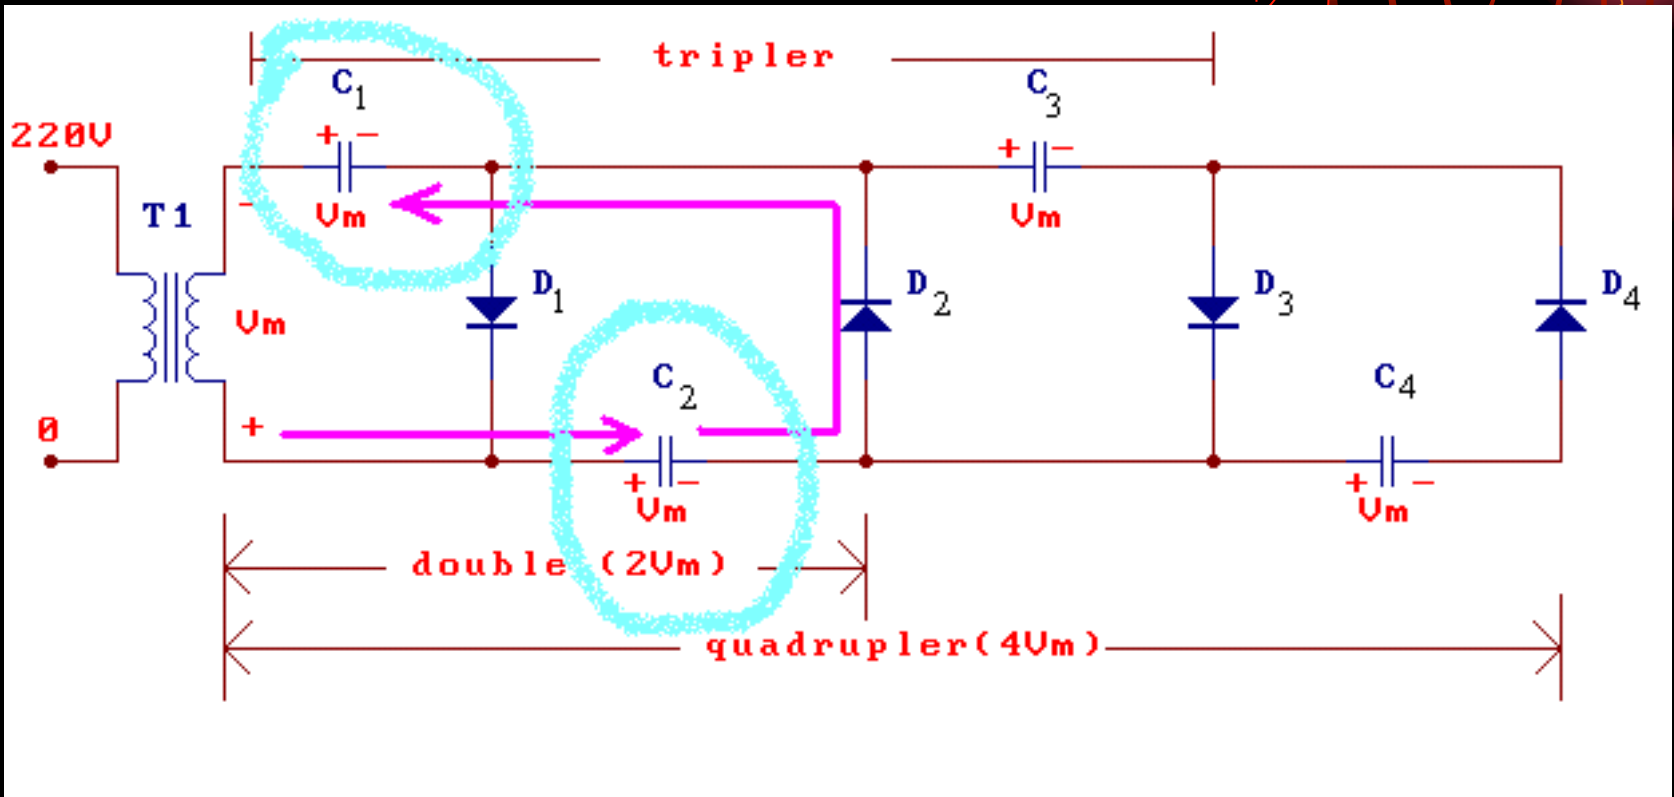 tripler
C1
C3
220V
+ -
+ -
T1
-
Vm
Vm
D1
D2
D3
D4
Vm
C2
C4
0
+
+ -
+ -
Vm
Vm
double (2Vm)
quadrupler(4Vm)